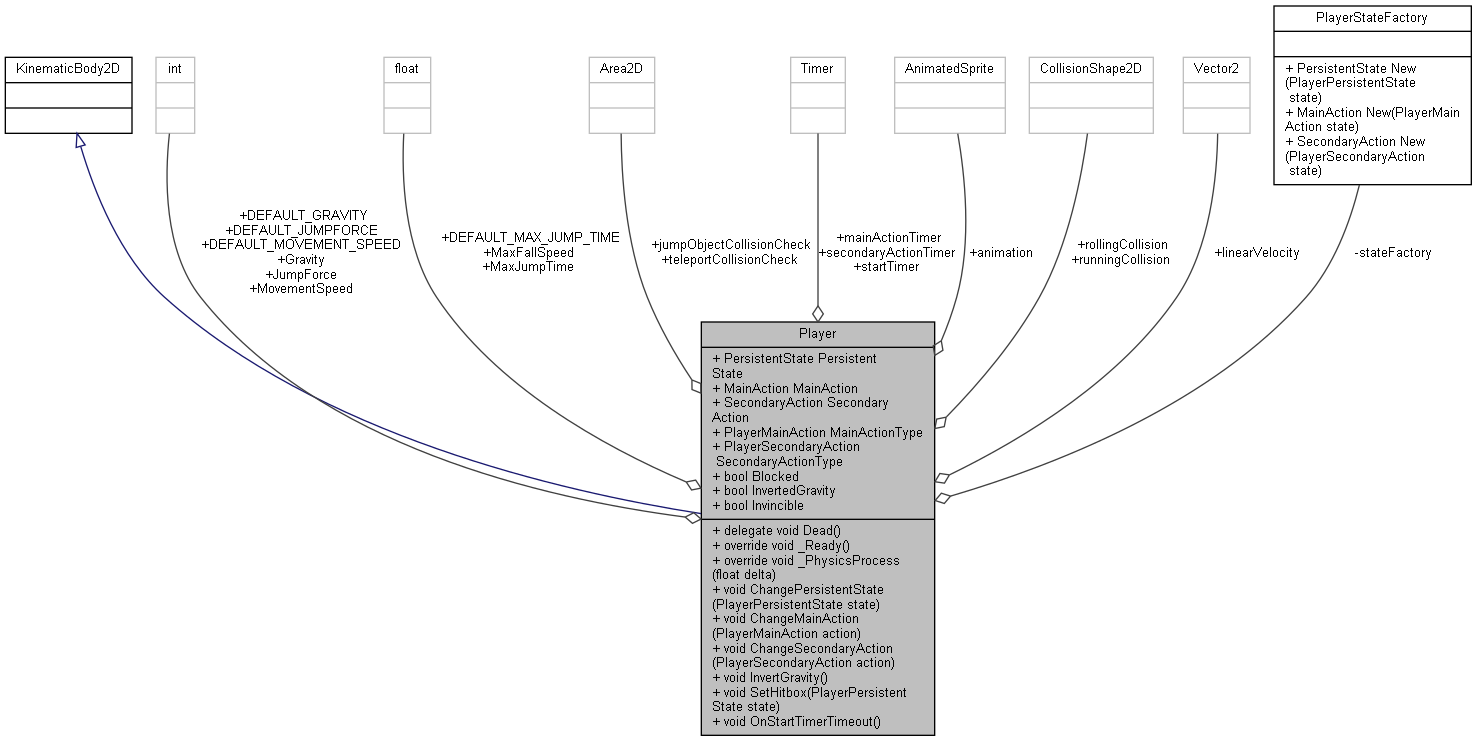 PlayerStateFactory
+ PersistentState New
(PlayerPersistentState
state)
+ MainAction New(PlayerMain
Action state)
+ SecondaryAction New
(PlayerSecondaryAction
state)
KinematicBody2D
int
float
Area2D
Timer
AnimatedSprite
CollisionShape2D
Vector2
+DEFAULT_GRAVITY
+DEFAULT_JUMPFORCE
+DEFAULT_MOVEMENT_SPEED
+Gravity
+JumpForce
+MovementSpeed
+DEFAULT_MAX_JUMP_TIME
+MaxFallSpeed
+MaxJumpTime
+jumpObjectCollisionCheck
+teleportCollisionCheck
+mainActionTimer
+secondaryActionTimer
+startTimer
+animation
+rollingCollision
+runningCollision
+linearVelocity
-stateFactory
Player
+ PersistentState Persistent
State
+ MainAction MainAction
+ SecondaryAction Secondary
Action
+ PlayerMainAction MainActionType
+ PlayerSecondaryAction
SecondaryActionType
+ bool Blocked
+ bool InvertedGravity
+ bool Invincible
+ delegate void Dead()
+ override void _Ready()
+ override void _PhysicsProcess
(float delta)
+ void ChangePersistentState
(PlayerPersistentState state)
+ void ChangeMainAction
(PlayerMainAction action)
+ void ChangeSecondaryAction
(PlayerSecondaryAction action)
+ void InvertGravity()
+ void SetHitbox(PlayerPersistent
State state)
+ void OnStartTimerTimeout()